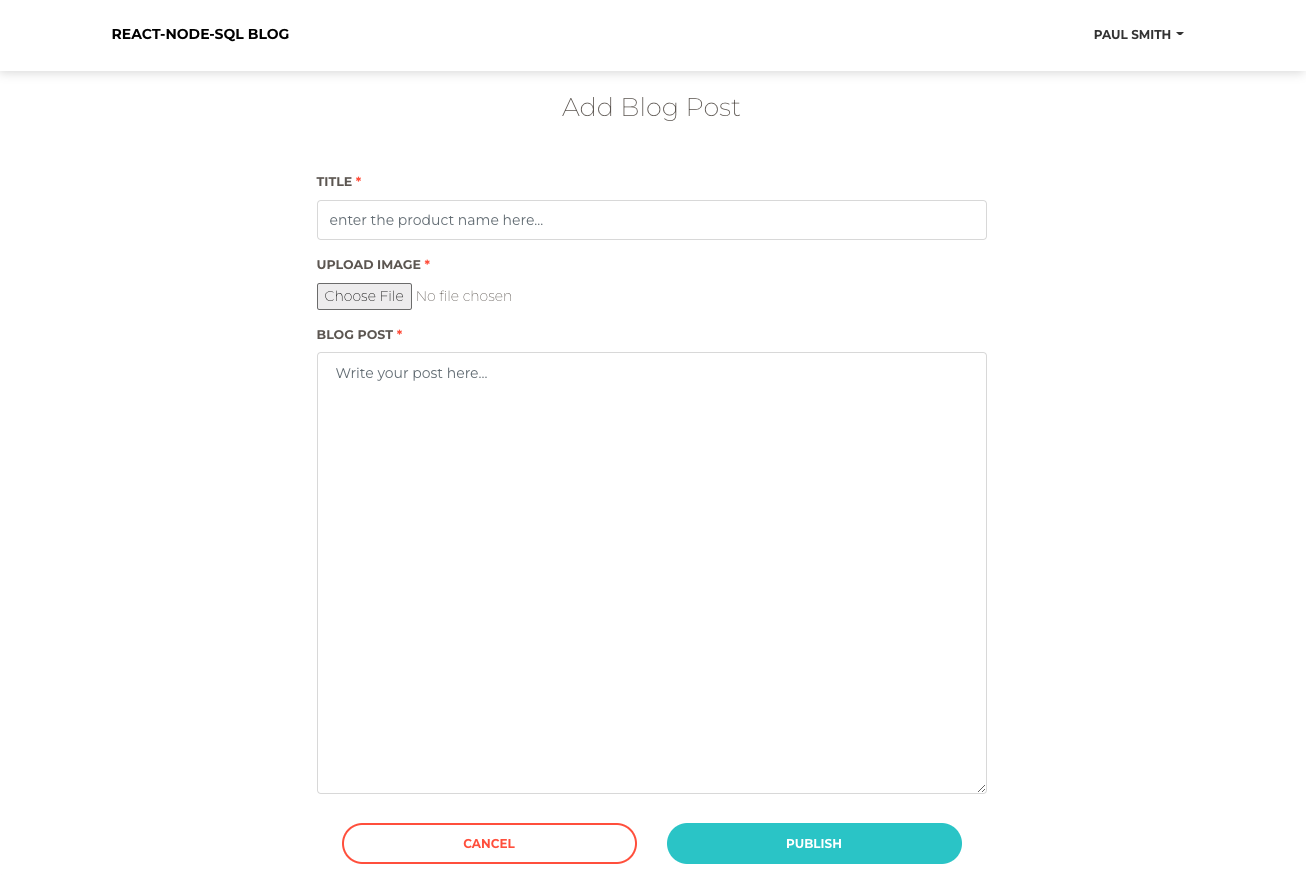 REACT-NODE-SQL BLOG
PAUL SMITH
Add Blog Post
TITLE *
enter the product name here...
UPLOAD IMAGE *
Choose File No file chosen
BLOG POST *
Write your post here...
CANCEL
PUBLISH